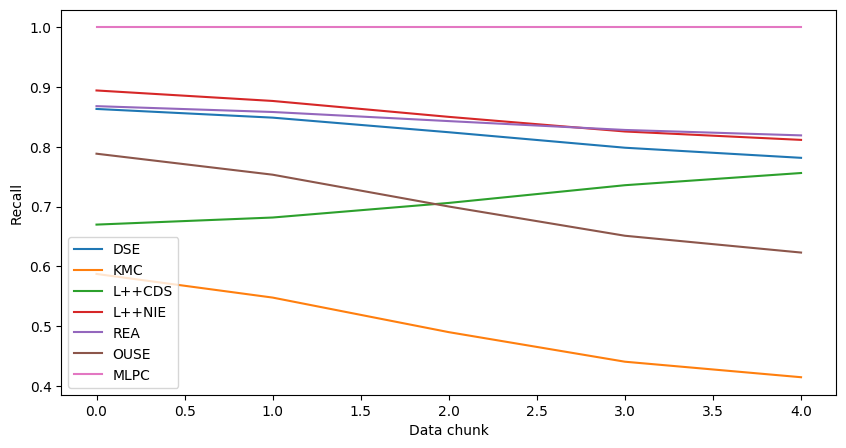 1.0
0.9
0.8
0.7
0.6
0.5
0.4
Recall
DSE
KMC
L++CDS
L++NIE
REA
OUSE
MLPC
0.0 0.5 1.0 1.5 2.0 2.5 3.0 3.5 4.0
Data chunk